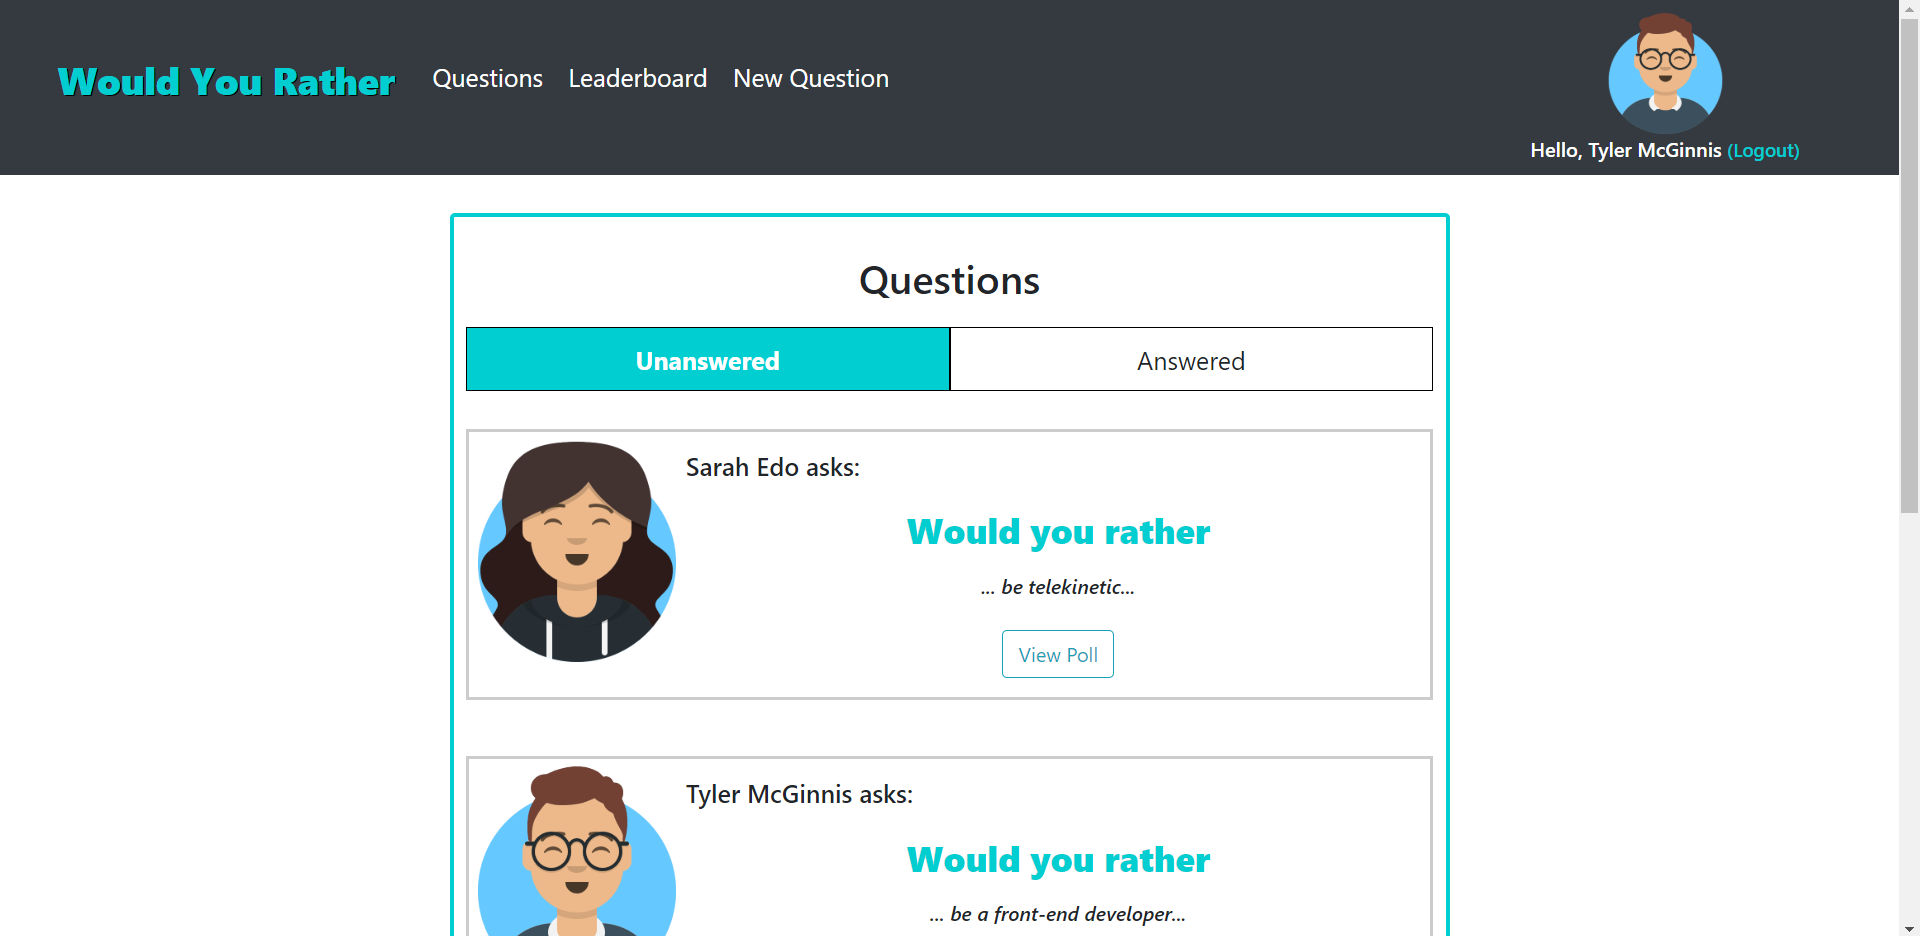 Would You Rather Questions Leaderboard New Question
Hello, Tyler McGinnis (Logout)
Questions
Unanswered Answered
Sarah Edo asks:
Would you rather
... be telekinetic...
View Poll
Tyler McGinnis asks:
Would you rather
... be a front-end developer...